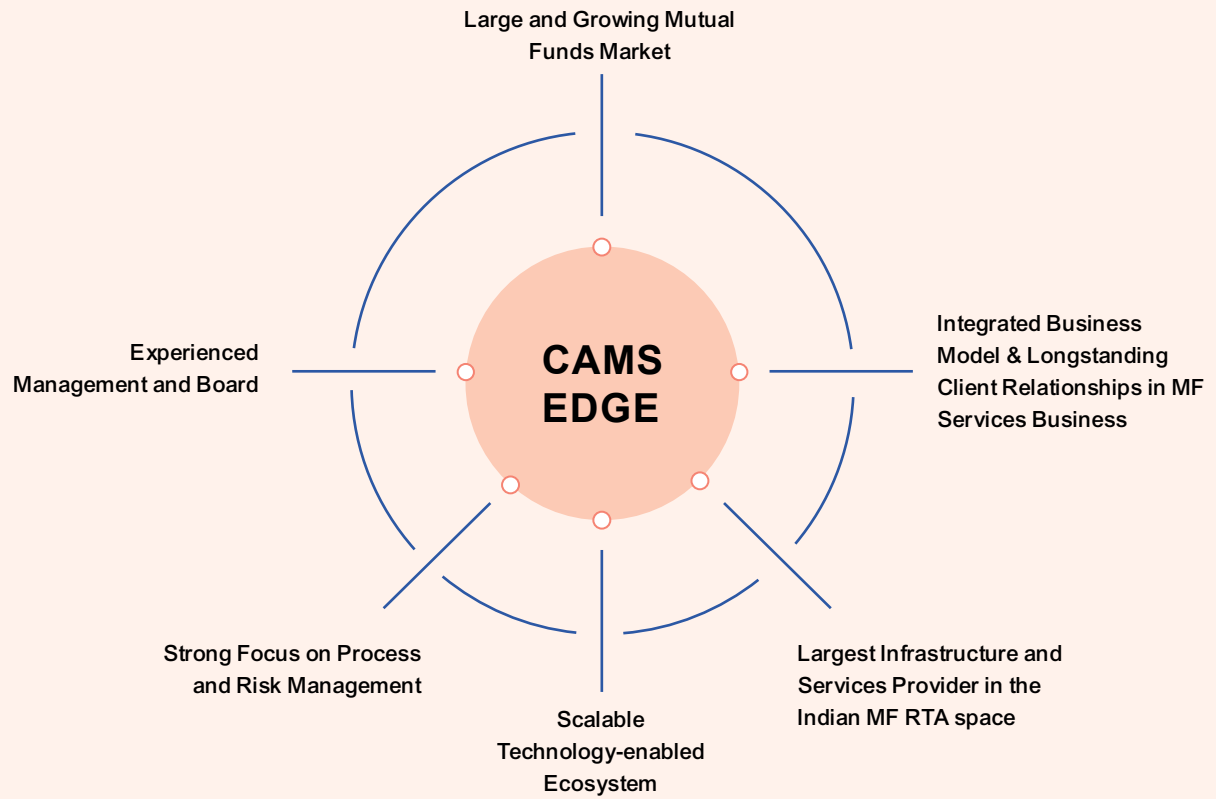 Large and Growing Mutual
Funds Market
Integrated Business
Model & Longstanding
Client Relationships in MF
Services Business
Experienced
Management and Board
CAMS
EDGE
Strong Focus on Process
and Risk Management
Largest Infrastructure and
Services Provider in the
Indian MF RTA space
Scalable
Technology-enabled
Ecosystem